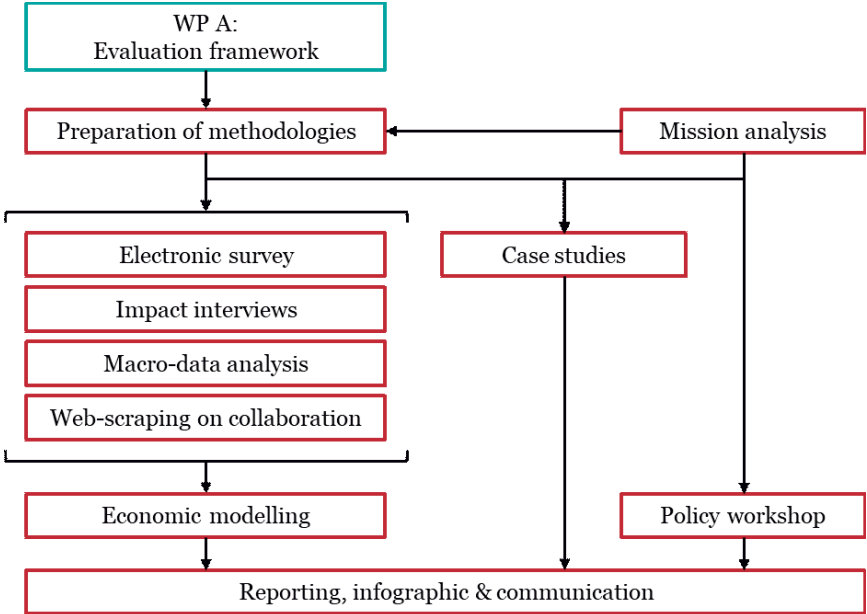 WP A:
Evaluation framework
Preparation of methodologies
Mission analysis
Electronic survey
Case studies
Impact interviews
Macro-data analysis
Web-scraping on collaboration
Economic modelling
Policy workshop
Reporting, infographic & communication